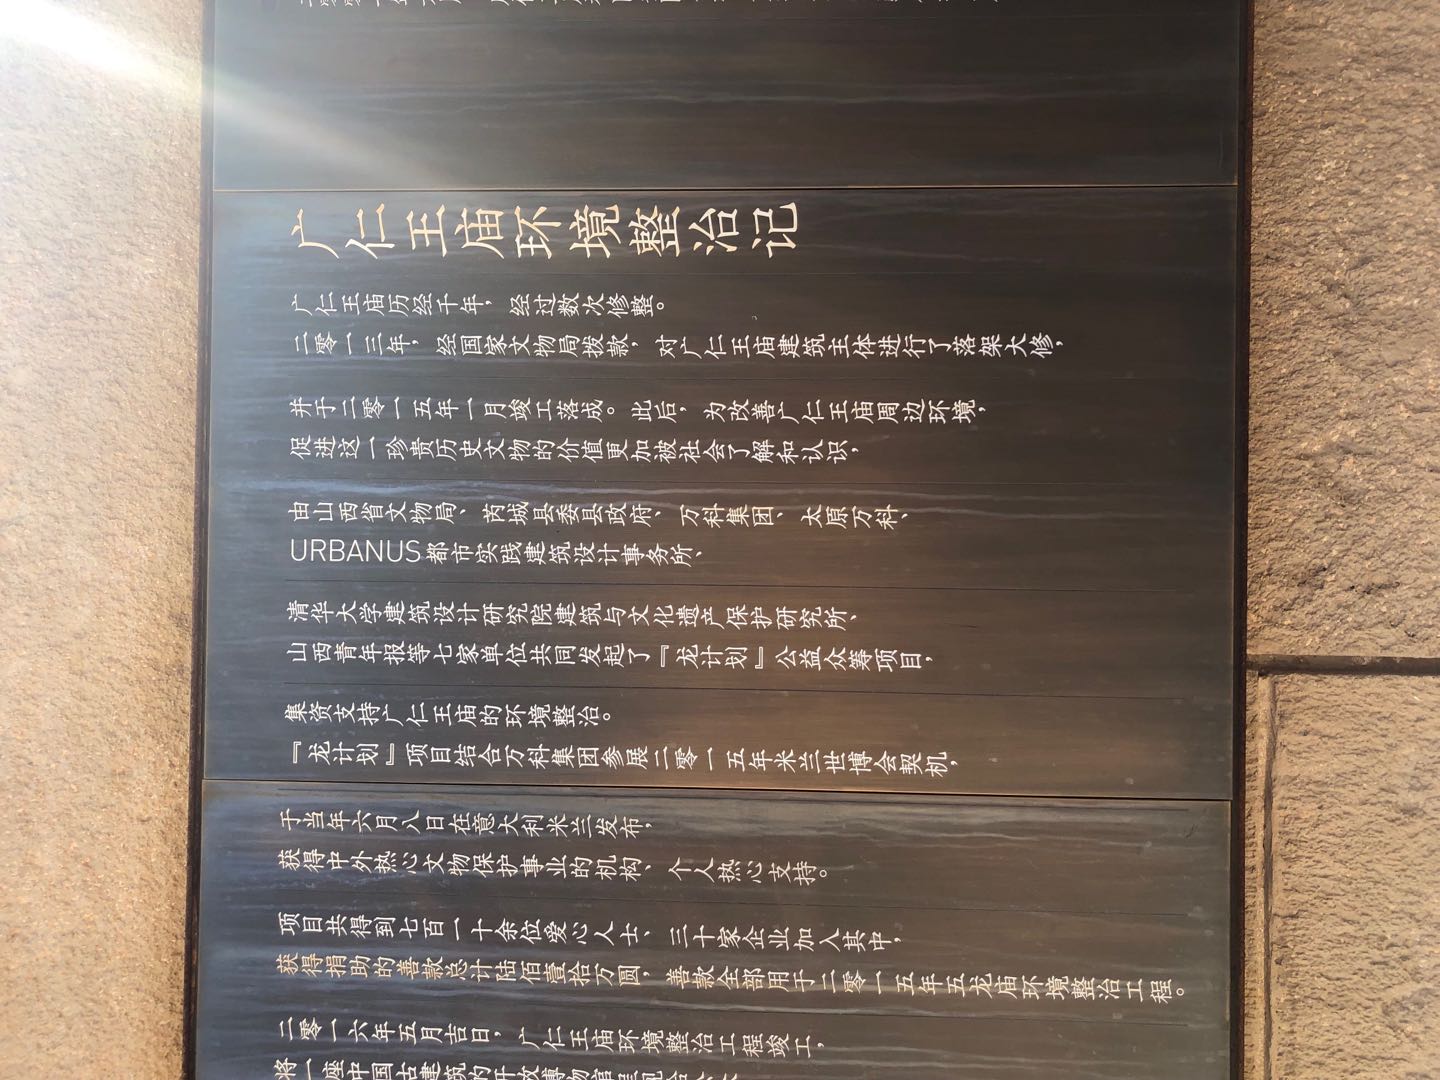 广仁王庙环境整治记
广仁王庙历经千年，经过数次修整。
二零一三年，经国家文物局拨款，对广仁王庙建筑主体进行了落架大修，
并于二零一五年一月竣工落成。此后，为改善广仁王庙周边环境，
促进这一珍贵历史文物的价值更加被社会了解和认识，
由山西省文物局、芮城县委县政府、万科集团、太原万科、
URBANUS都市实践建筑设计事务所、
清华大学建筑设计研究院建筑与文化遗产保护研究所、
山西青年报等七家单位共同发起了『龙计划』公益众筹项目，
集资支持广仁王庙的环境整治。
『龙计划』项目结合万科集团参展二零一五年米兰世博会契机，
于当年六月八日在意大利米兰发布，
获得中外热心文物保护事业的机构、个人热心支持。
项目共得到七百一十余位爱心人士、三十家企业加入其中，
获得捐助的善款总计陆佰壹拾万圆，善款全部用于二零一五年五龙庙环境整治工程。
二零一六年五月吉日，广仁王庙环境整治工程竣工，
将一座中国古建筑的开放博物馆呈现给公众